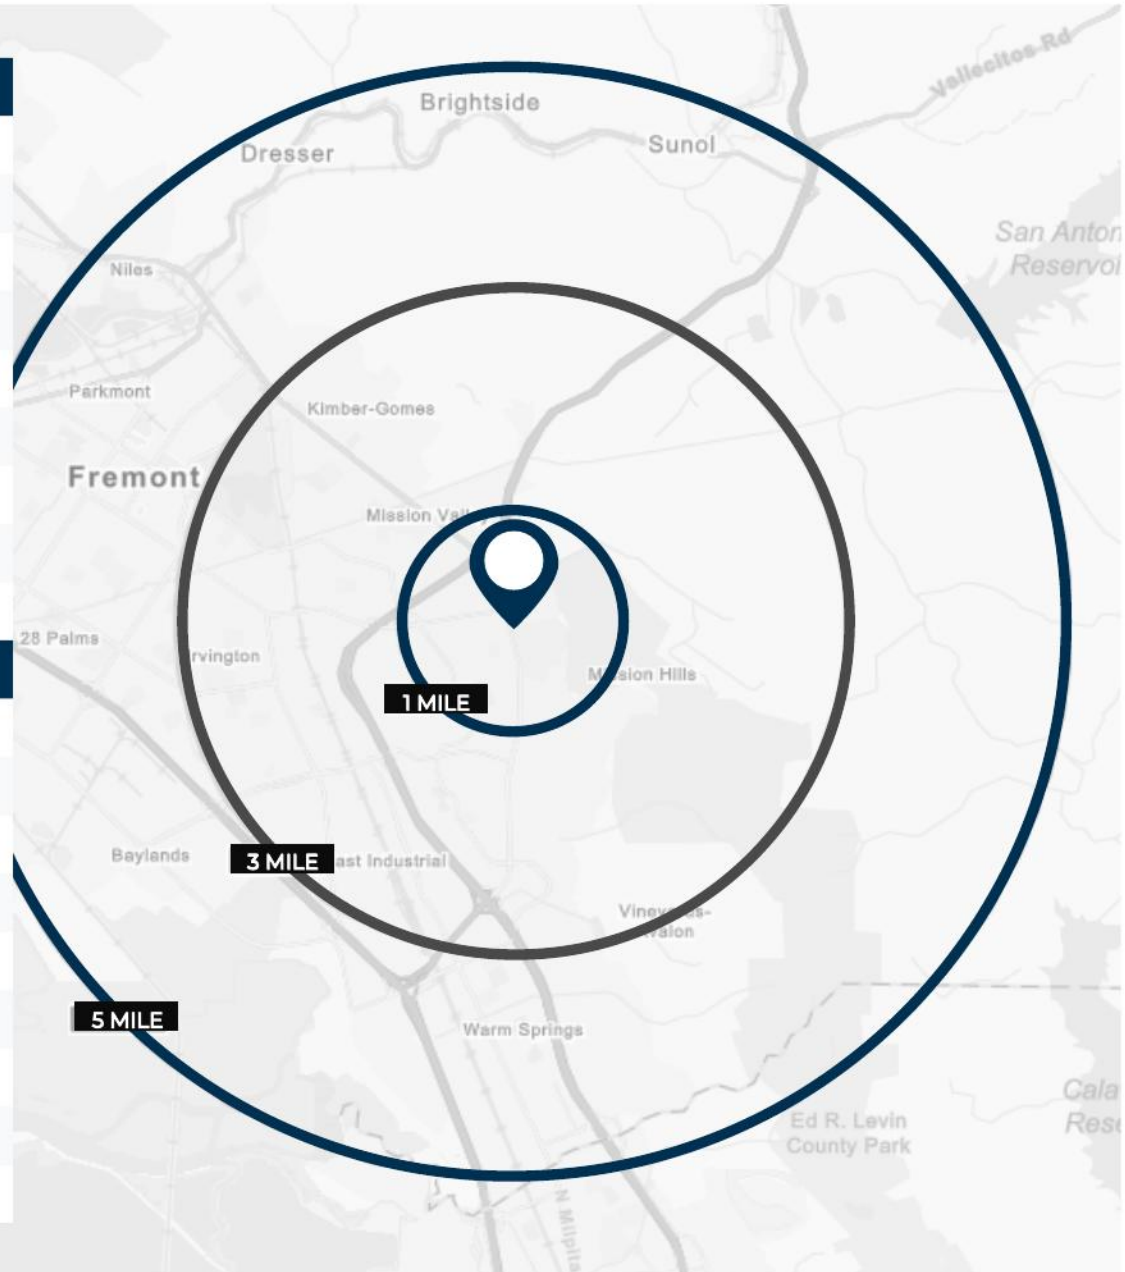 Vallecitos Rd
Brightside
Sunol
Dresser
San Anton
Reservoi
Niles
Parkmont
Kimber-Gomes
Fremont
Mission Val
28 Palms
rvington
Mission Hills
1 MILE
Baylands
3 MILE
ast Industrial
Vineyards-
valon
5 MILE
Warm Springs
Cala
Rese
Ed R. Levin
County Park
N Milpita